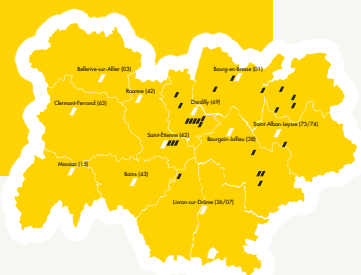 Bellerive-sur-Allier (03)
Bourg-en-Bresse (01)
Roanne (42)
Clermont-Ferrand (63)
Dardilly (69)
Saint-Alban-Leysse (73/74)
Saint-Étienne (42)
Bourgoin-Jallieu (38)
Massiac (15)
Bains (43)
Livron-sur-Drôme (26/07)